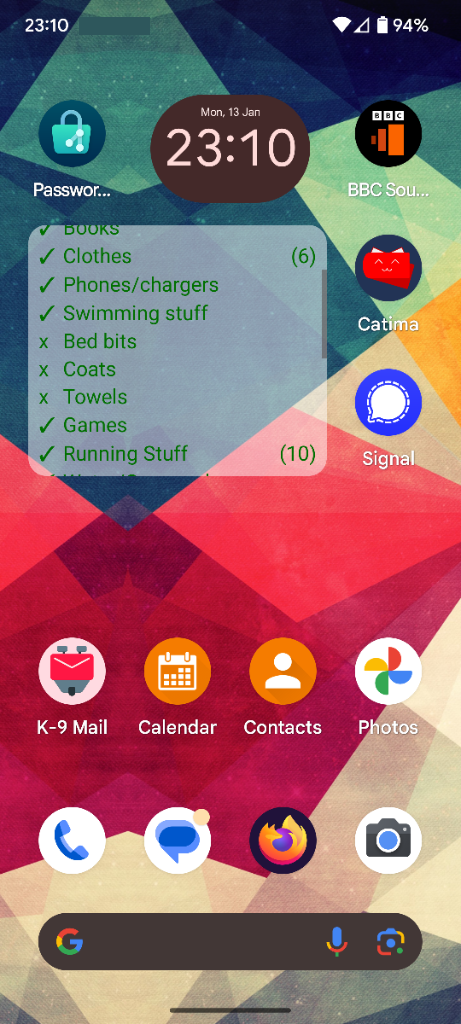 23:10
94%
Mon, 13 Jan
23:10
Passwor...
BBC
BBC Sou...
Books
✓ Clothes (6)
✓ Phones/chargers
✓ Swimming stuff
x Bed bits
x Coats
x Towels
✓ Games
✓ Running Stuff (10)
Catima
Signal
K-9 Mail
Calendar
Contacts
Photos